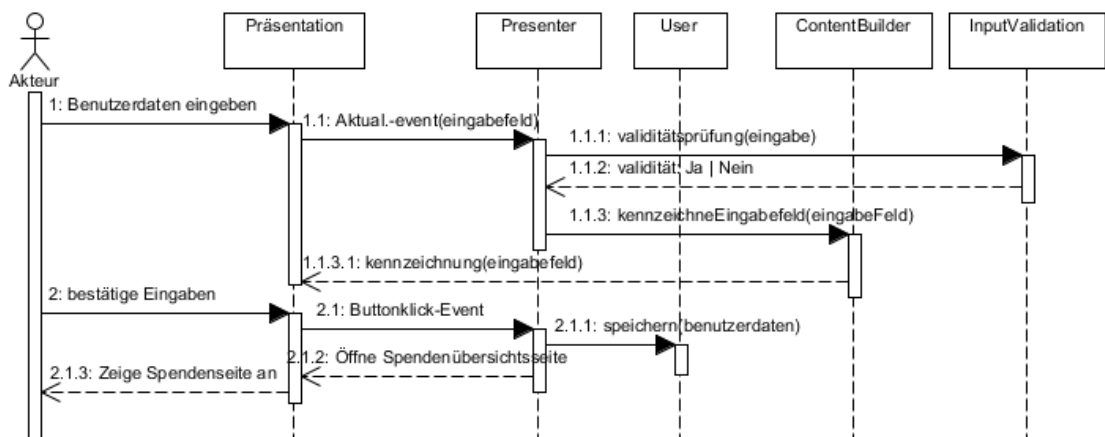 Präsentation
Presenter
User
ContentBuilder
InputValidation
Akteur
1: Benutzerdaten eingeben
1.1: Aktual.-event(eingabefeld)
1.1.1: validitätsprüfung(eingabe)
1.1.2: validität: Ja | Nein
1.1.3: kennzeichneEingabefeld(eingabeFeld)
1.1.3.1: kennzeichnung(eingabefeld)
2: bestätige Eingaben
2.1: Buttonklick-Event
2.1.1: speichern(benutzerdaten)
2.1.2: Öffne Spendenübersichtsseite
2.1.3: Zeige Spendenseite an